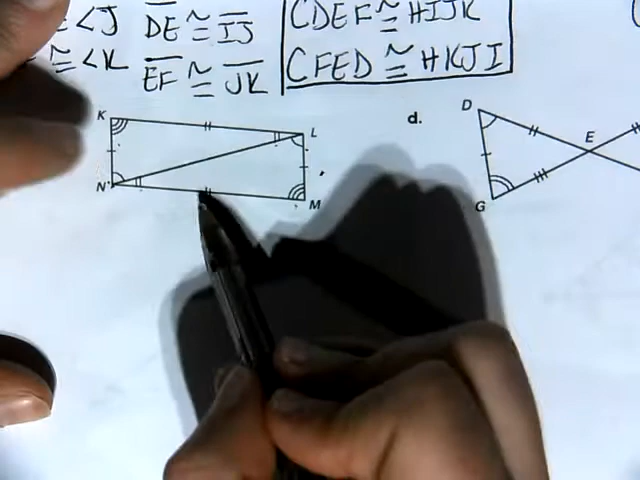 ≅ <J DE ≅ IJ CDEF ≅ HIJK
≅ <K EF ≅ JK CFED ≅ HKJI
K L d. D E
N M G